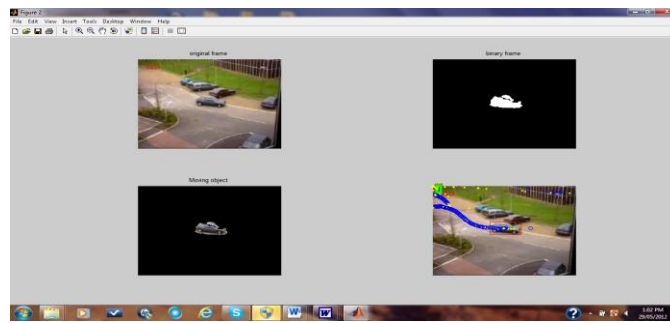 Figure 2
File Edit View Insert Tools Desktop Window Help
original frame
binary frame
Moving object
1:02 PM
29/05/2012